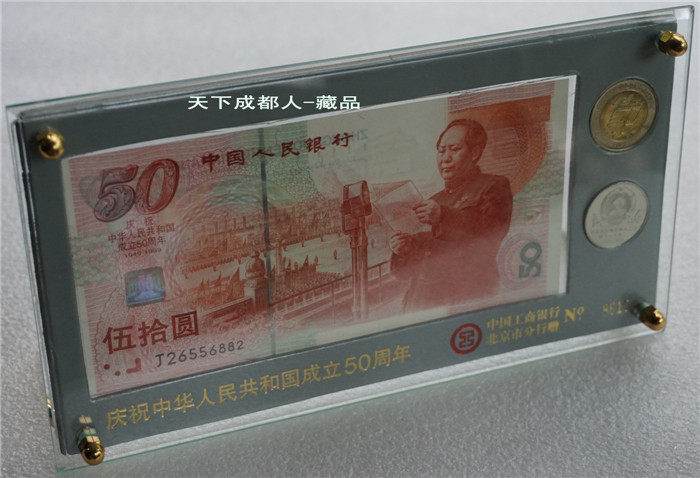 天下成都人-藏品
50
中国人民银行
庆祝
中华人民共和国
成立50周年
1949-1999
伍拾圆
J26556882
50
中国工商银行
北京市分行赠
№
庆祝中华人民共和国成立50周年